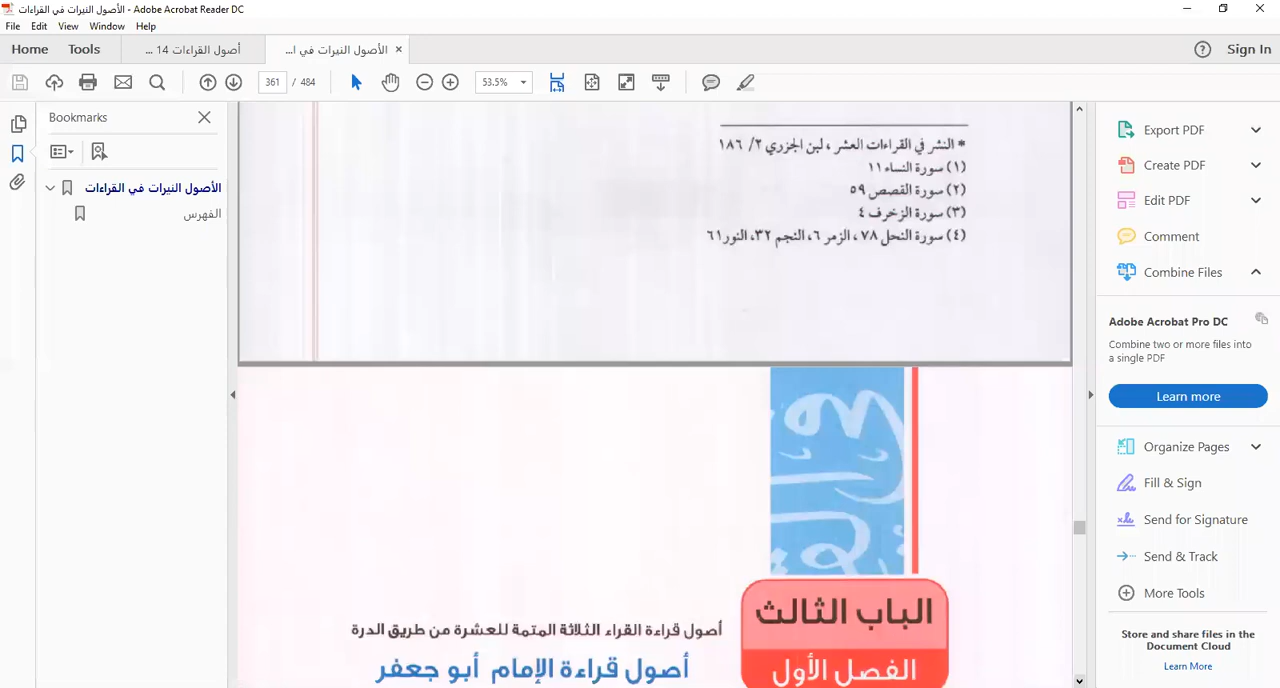 الأصول النيرات في القراءات - Adobe Acrobat Reader DC
File Edit View Window Help
Home Tools أصول القراءات 14 ... الأصول النيرات في ا... ×
Sign In
361 / 484 53.5%
Bookmarks
الأصول النيرات في القراءات
الفهرس
* النشر في القراءات العشر، لبن الجزري ٢/ ١٨٦
(١) سورة النساء ١١
(٢) سورة القصص ٥٩
(٣) سورة الزخرف ٤
(٤) سورة النحل ٧٨، الزمر ٦، النجم ٣٢، النور ٦١
الباب الثالث
أصول قراءة القراء الثلاثة المتمة للعشرة من طريق الدرة
الفصل الأول
أصول قراءة الإمام أبو جعفر
Export PDF
Create PDF
Edit PDF
Comment
Combine Files
Adobe Acrobat Pro DC
Combine two or more files into
a single PDF
Learn more
Organize Pages
Fill & Sign
Send for Signature
Send & Track
More Tools
Store and share files in the
Document Cloud
Learn More